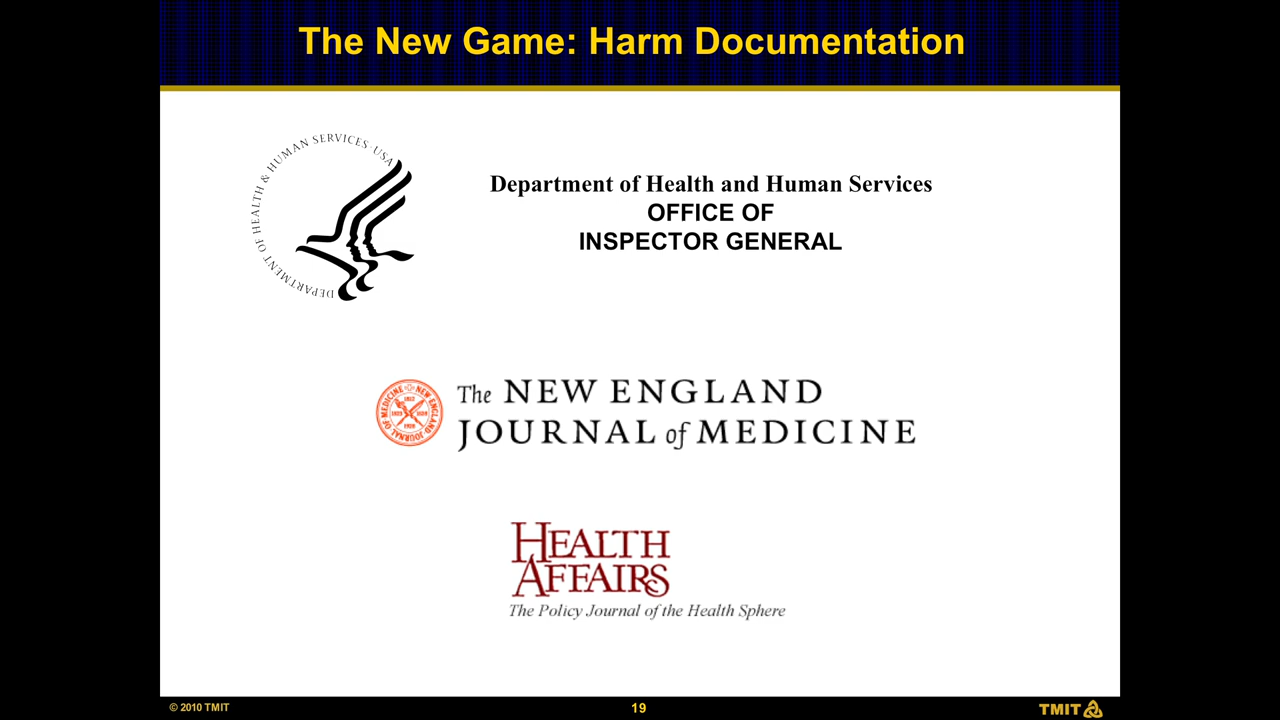 The New Game: Harm Documentation
DEPARTMENT OF HEALTH & HUMAN SERVICES · USA
Department of Health and Human Services
OFFICE OF
INSPECTOR GENERAL
The NEW ENGLAND
JOURNAL of MEDICINE
HEALTH
AFFAIRS
The Policy Journal of the Health Sphere
© 2010 TMIT
19
TMIT